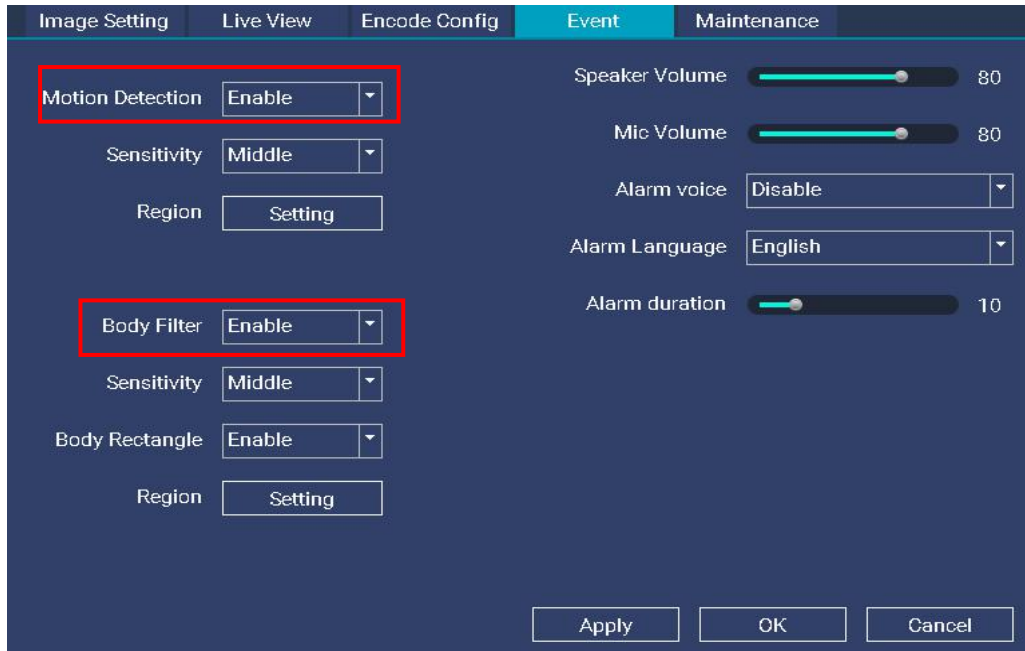 Image Setting Live View Encode Config Event Maintenance
Motion Detection Enable
Sensitivity Middle
Region Setting
Body Filter Enable
Sensitivity Middle
Body Rectangle Enable
Region Setting
Speaker Volume 80
Mic Volume 80
Alarm voice Disable
Alarm Language English
Alarm duration 10
Apply OK Cancel